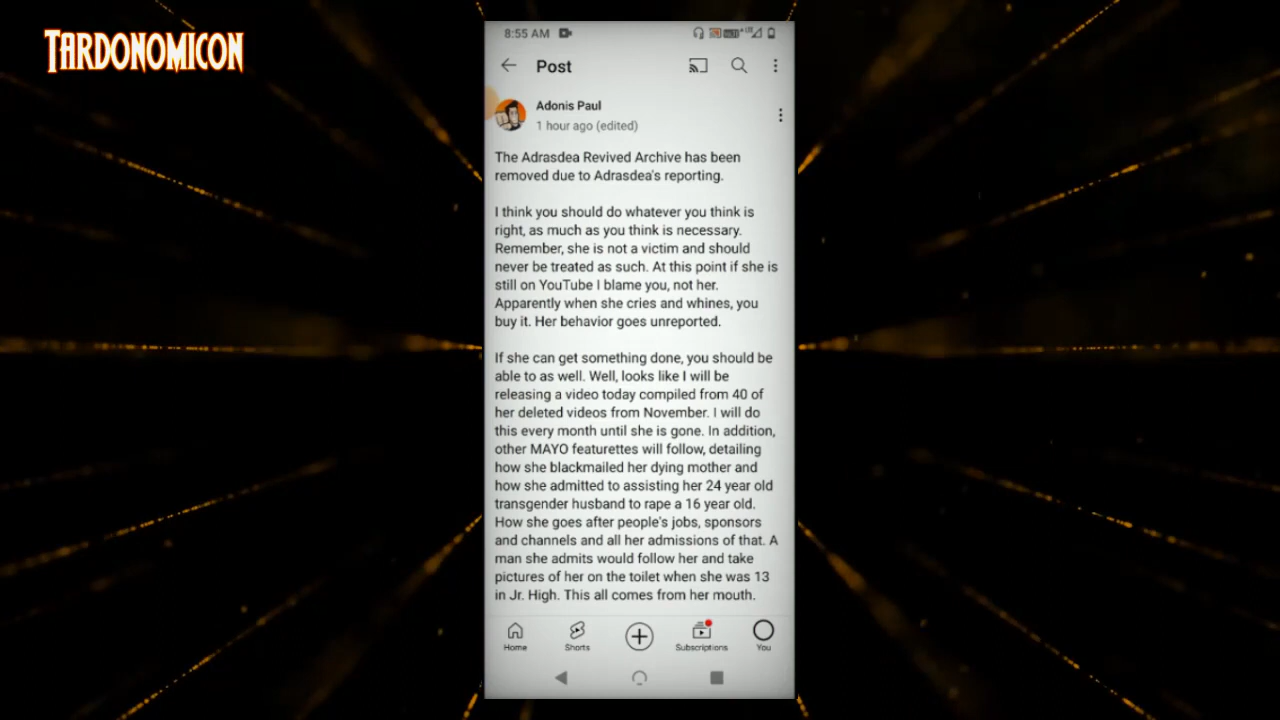 TARDONOMICON
8:55 AM
Post
Adonis Paul
1 hour ago (edited)
The Adrasdea Revived Archive has been
removed due to Adrasdea's reporting.
I think you should do whatever you think is
right, as much as you think is necessary.
Remember, she is not a victim and should
never be treated as such. At this point if she is
still on YouTube I blame you, not her.
Apparently when she cries and whines, you
buy it. Her behavior goes unreported.
If she can get something done, you should be
able to as well. Well, looks like I will be
releasing a video today compiled from 40 of
her deleted videos from November. I will do
this every month until she is gone. In addition,
other MAYO featurettes will follow, detailing
how she blackmailed her dying mother and
how she admitted to assisting her 24 year old
transgender husband to rape a 16 year old.
How she goes after people's jobs, sponsors
and channels and all her admissions of that. A
man she admits would follow her and take
pictures of her on the toilet when she was 13
in Jr. High. This all comes from her mouth.
Home Shorts Subscriptions You